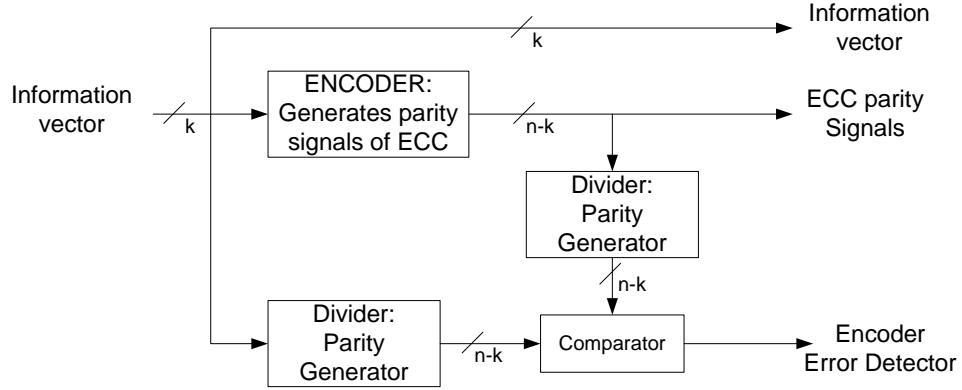 Information
vector
k
Information
vector
k
ENCODER:
Generates parity
signals of ECC
n-k
ECC parity
Signals
Divider:
Parity
Generator
n-k
Divider:
Parity
Generator
n-k
Comparator
Encoder
Error Detector